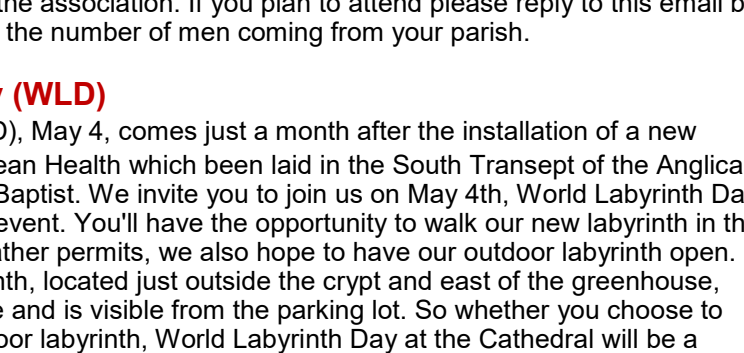 the association. If you plan to attend please reply to this email b
the number of men coming from your parish.
(WLD)
), May 4, comes just a month after the installation of a new
ean Health which been laid in the South Transept of the Anglica
Baptist. We invite you to join us on May 4th, World Labyrinth Da
event. You'll have the opportunity to walk our new labyrinth in th
ather permits, we also hope to have our outdoor labyrinth open.
nth, located just outside the crypt and east of the greenhouse,
e and is visible from the parking lot. So whether you choose to
oor labyrinth, World Labyrinth Day at the Cathedral will be a